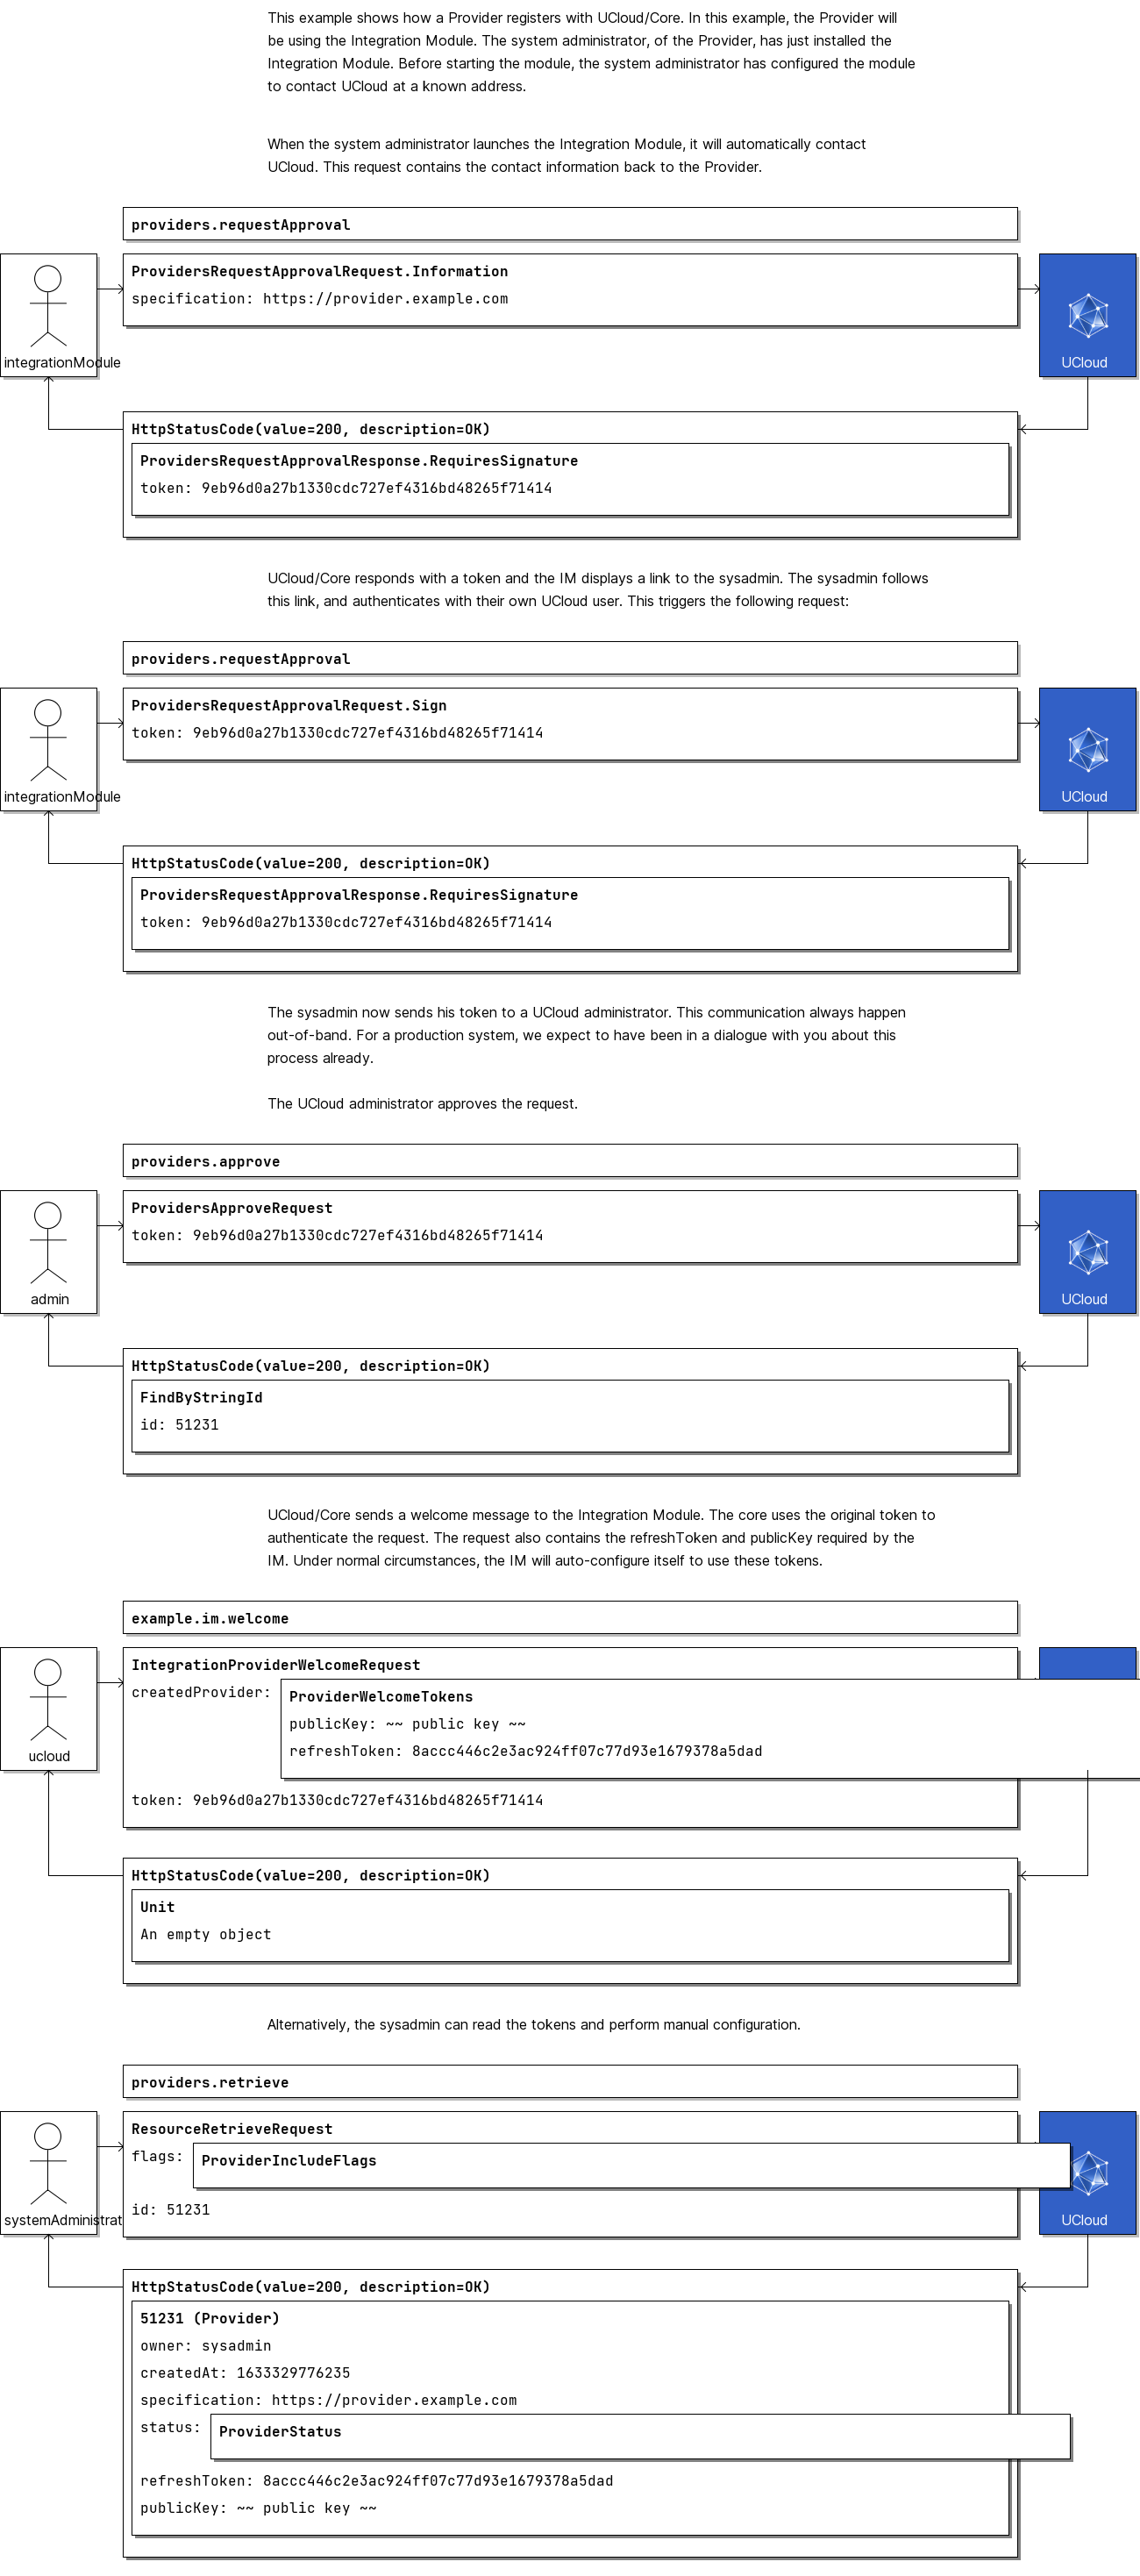 This example shows how a Provider registers with UCloud/Core. In this example, the Provider will
be using the Integration Module. The system administrator, of the Provider, has just installed the
Integration Module. Before starting the module, the system administrator has configured the module
to contact UCloud at a known address.
When the system administrator launches the Integration Module, it will automatically contact
UCloud. This request contains the contact information back to the Provider.
providers.requestApproval
ProvidersRequestApprovalRequest.Information
specification: https://provider.example.com
integrationModule
UCloud
HttpStatusCode(value=200, description=OK)
ProvidersRequestApprovalResponse.RequiresSignature
token: 9eb96d0a27b1330cdc727ef4316bd48265f71414
UCloud/Core responds with a token and the IM displays a link to the sysadmin. The sysadmin follows
this link, and authenticates with their own UCloud user. This triggers the following request:
providers.requestApproval
ProvidersRequestApprovalRequest.Sign
token: 9eb96d0a27b1330cdc727ef4316bd48265f71414
integrationModule
UCloud
HttpStatusCode(value=200, description=OK)
ProvidersRequestApprovalResponse.RequiresSignature
token: 9eb96d0a27b1330cdc727ef4316bd48265f71414
The sysadmin now sends his token to a UCloud administrator. This communication always happen
out-of-band. For a production system, we expect to have been in a dialogue with you about this
process already.
The UCloud administrator approves the request.
providers.approve
ProvidersApproveRequest
token: 9eb96d0a27b1330cdc727ef4316bd48265f71414
admin
UCloud
HttpStatusCode(value=200, description=OK)
FindByStringId
id: 51231
UCloud/Core sends a welcome message to the Integration Module. The core uses the original token to
authenticate the request. The request also contains the refreshToken and publicKey required by the
IM. Under normal circumstances, the IM will auto-configure itself to use these tokens.
example.im.welcome
IntegrationProviderWelcomeRequest
createdProvider:
ProviderWelcomeTokens
publicKey: ~~ public key ~~
refreshToken: 8accc446c2e3ac924ff07c77d93e1679378a5dad
ucloud
token: 9eb96d0a27b1330cdc727ef4316bd48265f71414
HttpStatusCode(value=200, description=OK)
Unit
An empty object
Alternatively, the sysadmin can read the tokens and perform manual configuration.
providers.retrieve
ResourceRetrieveRequest
flags:
ProviderIncludeFlags
id: 51231
systemAdministrat
UCloud
HttpStatusCode(value=200, description=OK)
51231 (Provider)
owner: sysadmin
createdAt: 1633329776235
specification: https://provider.example.com
status:
ProviderStatus
refreshToken: 8accc446c2e3ac924ff07c77d93e1679378a5dad
publicKey: ~~ public key ~~